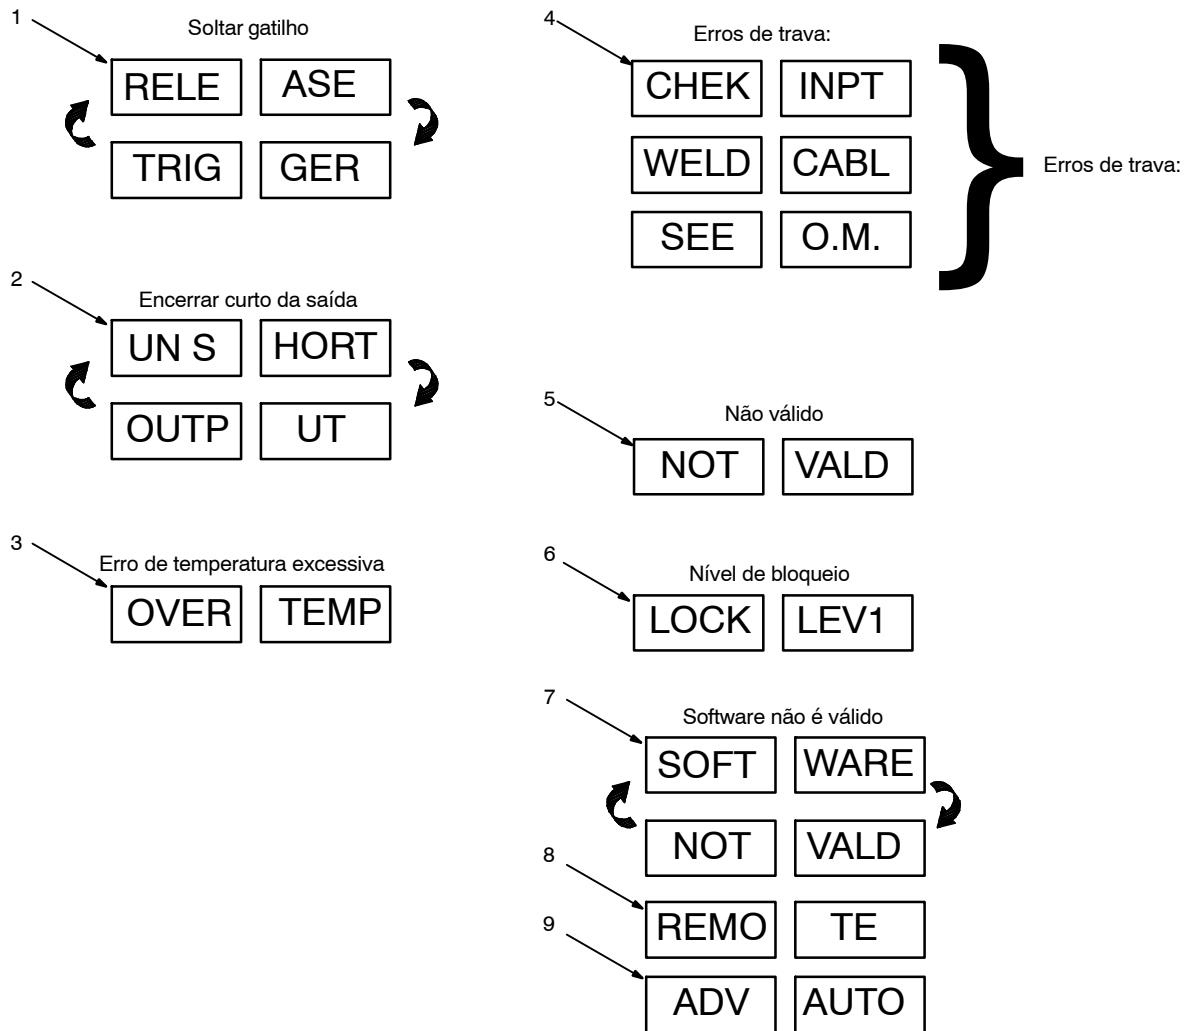 1
Soltar gatilho
RELE ASE
TRIG GER
2
Encerrar curto da saída
UN S HORT
OUTP UT
3
Erro de temperatura excessiva
OVER TEMP
4
Erros de trava:
CHEK INPT
WELD CABL
SEE O.M.
Erros de trava:
5
Não válido
NOT VALD
6
Nível de bloqueio
LOCK LEV1
7
Software não é válido
SOFT WARE
NOT VALD
8
REMO TE
9
ADV AUTO